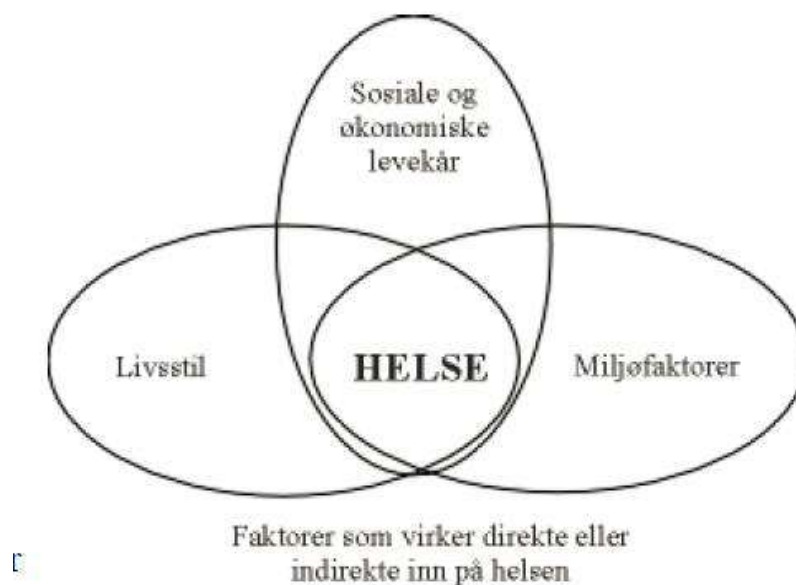 Sosiale og
økonomiske
levekår
Livsstil
HELSE
Miljøfaktorer
Faktorer som virker direkte eller
indirekte inn på helsen
r